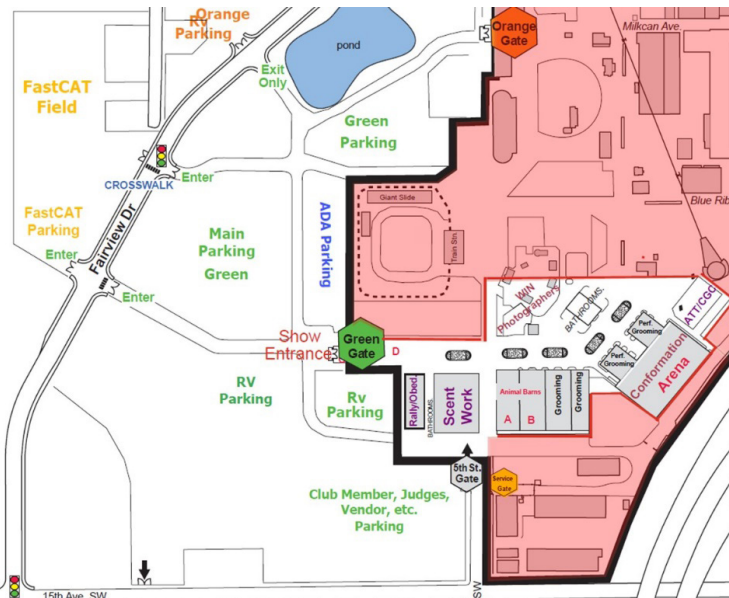 Orange
Rv
Parking
Orange
Gate
Milkcan Ave.
pond
FastCAT
Field
Exit
Only
Green
Parking
CROSSWALK
Enter
Giant Slide
Blue Rib
FastCAT
Parking
Fairview Dr
Main
Parking
Green
ADA Parking
Train Stn.
Enter
Enter
WIN
Photographers
BATHROOMS.
ATT/CGC
Show
Entrance
Green
Gate
D
Perf.
Grooming
Perf.
Grooming
Conformation
Arena
RV
Parking
Rv
Parking
Rally/Obed.
BATHROOMS
Scent
Work
Animal Barns
A
B
Grooming
Grooming
5th St.
Gate
Service
Gate
Club Member, Judges,
Vendor, etc.
Parking
15th Ave. SW
SW